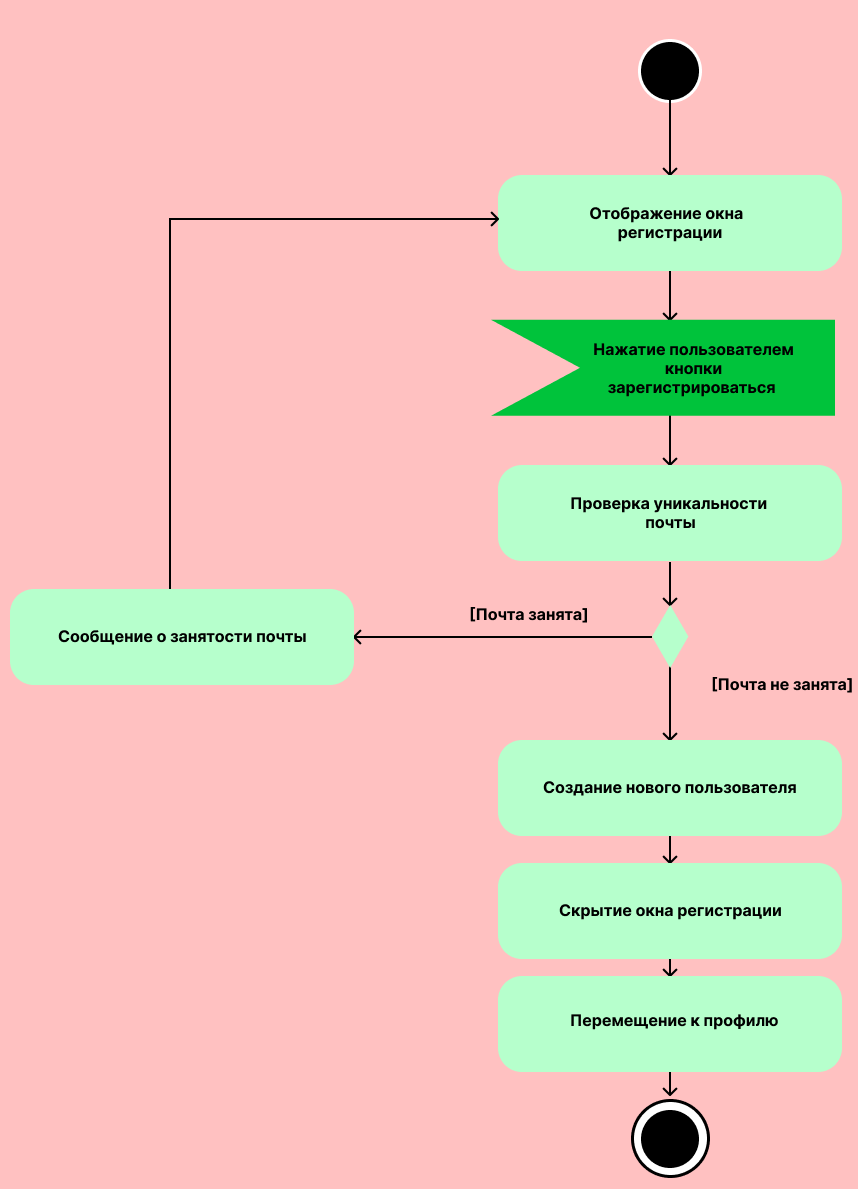 Отображение окна
регистрации
Нажатие пользователем
кнопки
зарегистрироваться
Проверка уникальности
почты
[Почта занята]
Сообщение о занятости почты
[Почта не занята]
Создание нового пользователя
Скрытие окна регистрации
Перемещение к профилю